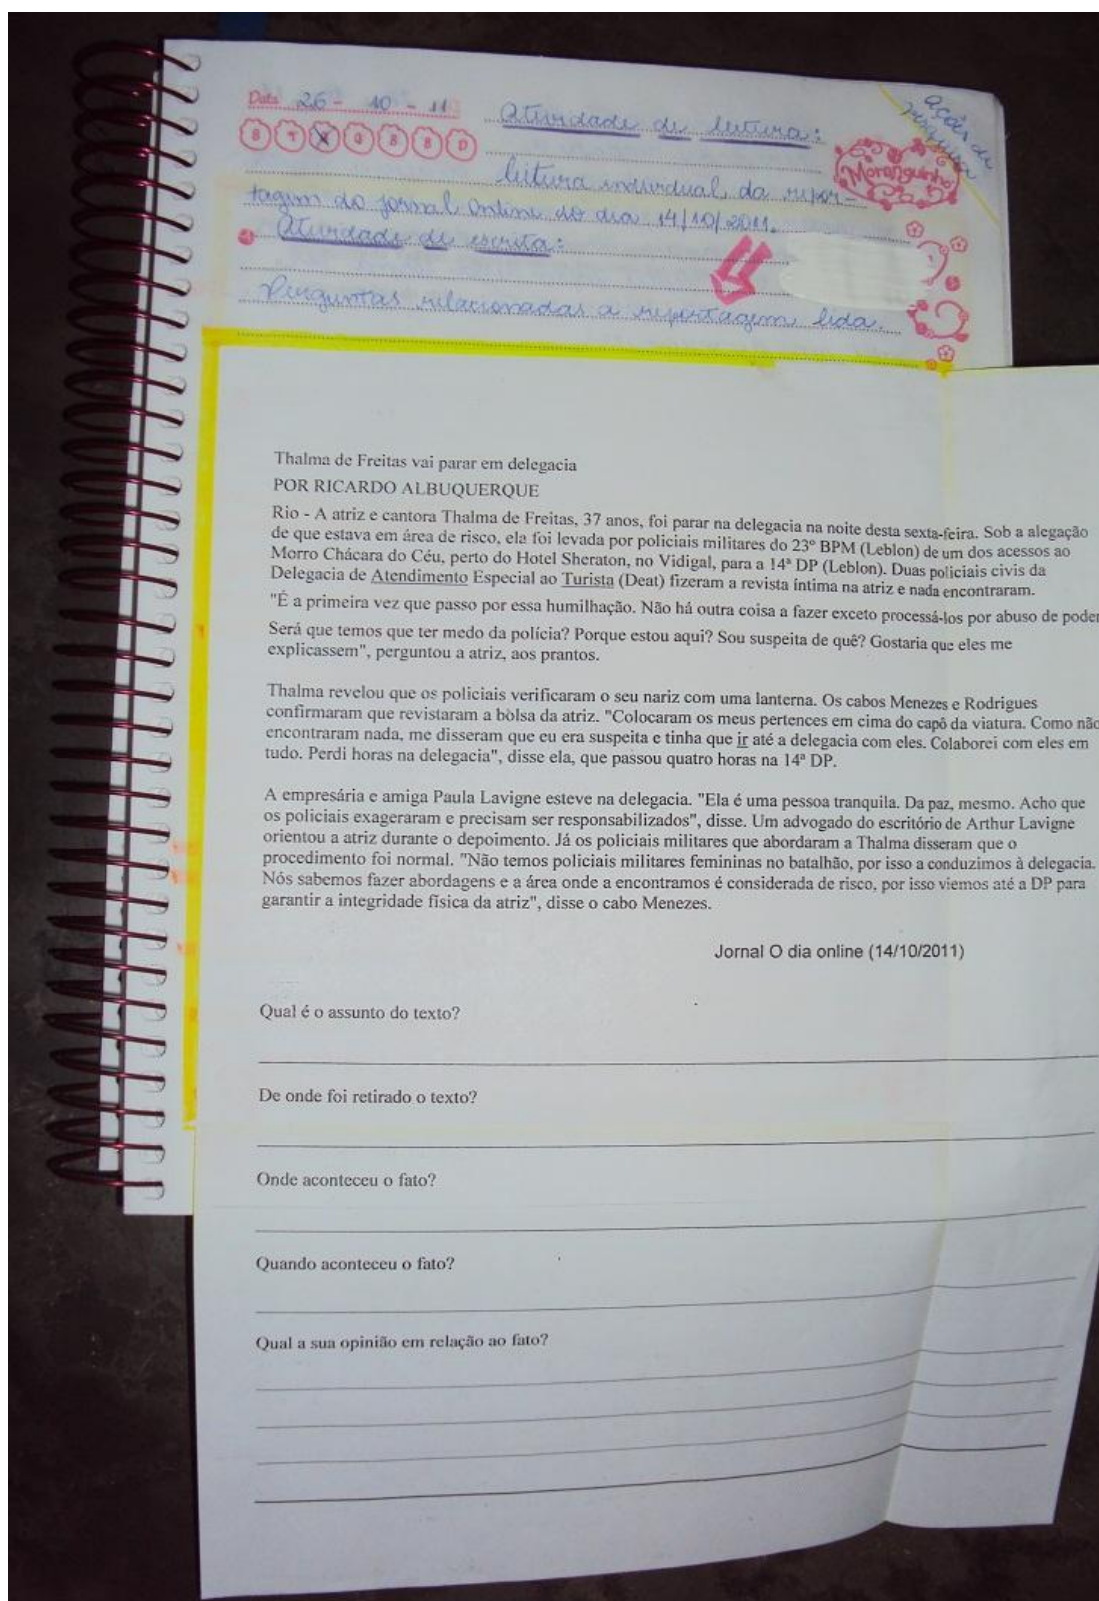 Data 26 - 10 - 11
Atividade de leitura:
ações de
S T Q Q S S D
Moranguinho
leitura individual, da repor-
tagem do jornal Online do dia 14/10/2011.
Atividade de escrita:
Perguntas relacionadas a reportagem lida.
Thalma de Freitas vai parar em delegacia
POR RICARDO ALBUQUERQUE
Rio - A atriz e cantora Thalma de Freitas, 37 anos, foi parar na delegacia na noite desta sexta-feira. Sob a alegação
de que estava em área de risco, ela foi levada por policiais militares do 23º BPM (Leblon) de um dos acessos ao
Morro Chácara do Céu, perto do Hotel Sheraton, no Vidigal, para a 14ª DP (Leblon). Duas policiais civis da
Delegacia de Atendimento Especial ao Turista (Deat) fizeram a revista íntima na atriz e nada encontraram.
"É a primeira vez que passo por essa humilhação. Não há outra coisa a fazer exceto processá-los por abuso de poder
Será que temos que ter medo da polícia? Porque estou aqui? Sou suspeita de quê? Gostaria que eles me
explicassem", perguntou a atriz, aos prantos.
Thalma revelou que os policiais verificaram o seu nariz com uma lanterna. Os cabos Menezes e Rodrigues
confirmaram que revistaram a bolsa da atriz. "Colocaram os meus pertences em cima do capô da viatura. Como não
encontraram nada, me disseram que eu era suspeita e tinha que ir até a delegacia com eles. Colaborei com eles em
tudo. Perdi horas na delegacia", disse ela, que passou quatro horas na 14ª DP.
A empresária e amiga Paula Lavigne esteve na delegacia. "Ela é uma pessoa tranquila. Da paz, mesmo. Acho que
os policiais exageraram e precisam ser responsabilizados", disse. Um advogado do escritório de Arthur Lavigne
orientou a atriz durante o depoimento. Já os policiais militares que abordaram a Thalma disseram que o
procedimento foi normal. "Não temos policiais militares femininas no batalhão, por isso a conduzimos à delegacia.
Nós sabemos fazer abordagens e a área onde a encontramos é considerada de risco, por isso viemos até a DP para
garantir a integridade física da atriz", disse o cabo Menezes.
Jornal O dia online (14/10/2011)
Qual é o assunto do texto?
De onde foi retirado o texto?
Onde aconteceu o fato?
Quando aconteceu o fato?
Qual a sua opinião em relação ao fato?